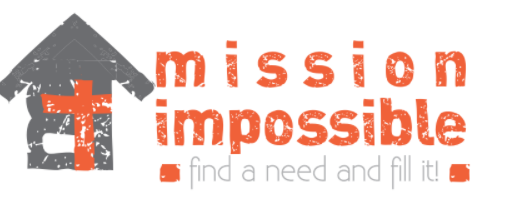 mission
impossible
find a need and fill it!